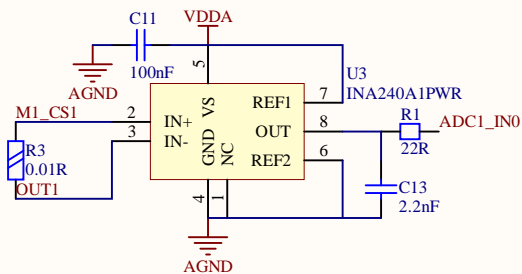 C11
VDDA
100nF
AGND
5
U3
INA240A1PWR
VS
REF1
7
M1_CS1
2
IN+
OUT
8
R1
ADC1_IN0
22R
3
IN-
R3
0.01R
GND
NC
REF2
6
OUT1
C13
2.2nF
4
1
AGND